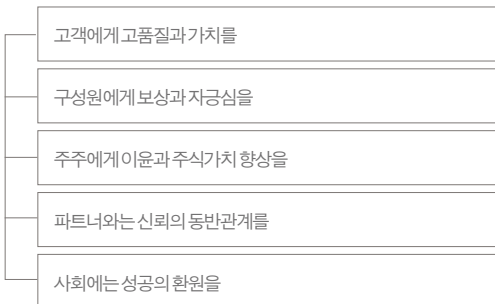 고객에게 고품질과 가치를
구성원에게 보상과 자긍심을
주주에게 이윤과 주식가치 향상을
파트너와는 신뢰의 동반관계를
사회에는 성공의 환원을